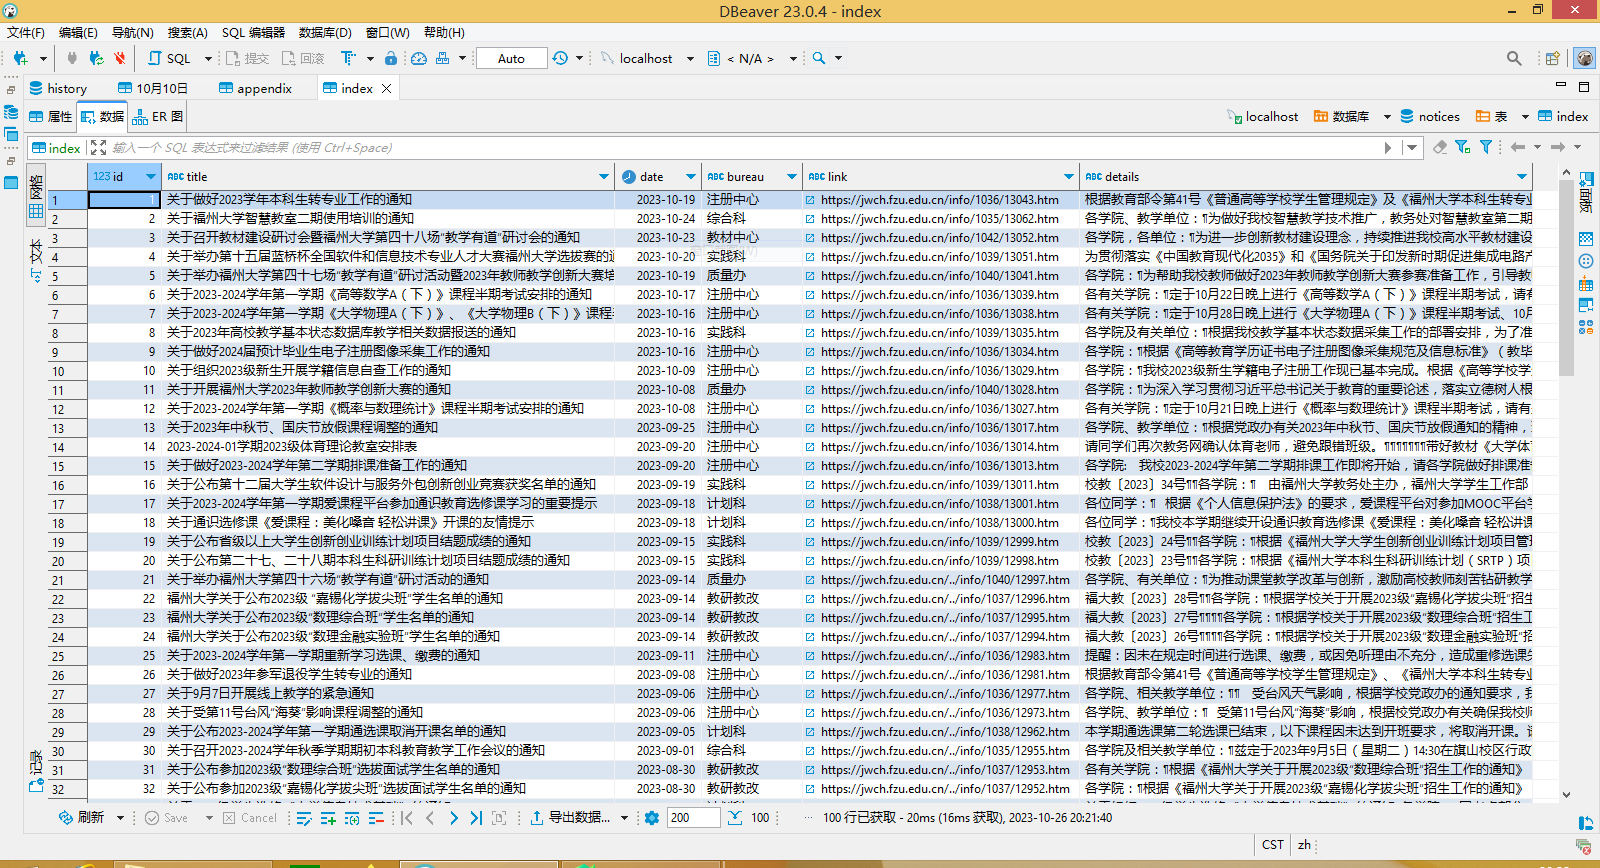 DBeaver 23.0.4 - index
文件(F) 编辑(E) 导航(N) 搜索(A) SQL 编辑器 数据库(D) 窗口(W) 帮助(H)
SQL 提交 回滚 Auto localhost < N/A >
history 10月10日 appendix index
属性 数据 ER 图 localhost 数据库 notices 表 index
index 输入一个 SQL 表达式来过滤结果 (使用 Ctrl+Space)
123 id ABC title date ABC bureau ABC link ABC details
1 1 关于做好2023学年本科生转专业工作的通知 2023-10-19 注册中心 https://jwch.fzu.edu.cn/info/1036/13043.htm 根据教育部令第41号《普通高等学校学生管理规定》及《福州大学本科生转专业
2 2 关于福州大学智慧教室二期使用培训的通知 2023-10-24 综合科 https://jwch.fzu.edu.cn/info/1035/13062.htm 各学院、教学单位：¶为做好我校智慧教学技术推广，教务处对智慧教室第二期
3 3 关于召开教材建设研讨会暨福州大学第四十八场“教学有道”研讨会的通知 2023-10-23 教材中心 https://jwch.fzu.edu.cn/info/1042/13052.htm 各学院，各单位：¶为进一步创新教材建设理念，持续推进我校高水平教材建设
4 4 关于举办第十五届蓝桥杯全国软件和信息技术专业人才大赛福州大学选拔赛的 2023-10-20 实践科 https://jwch.fzu.edu.cn/info/1039/13051.htm 为贯彻落实《中国教育现代化2035》和《国务院关于印发新时期促进集成电路产
5 5 关于举办福州大学第四十七场“教学有道”研讨活动暨2023年教师教学创新大赛 2023-10-19 质量办 https://jwch.fzu.edu.cn/info/1040/13041.htm 各学院：¶为帮助我校教师做好2023年教师教学创新大赛参赛准备工作，引导教
6 6 关于2023-2024学年第一学期《高等数学A（下）》课程半期考试安排的通知 2023-10-17 注册中心 https://jwch.fzu.edu.cn/info/1036/13039.htm 各有关学院：¶定于10月22日晚上进行《高等数学A（下）》课程半期考试，请有
7 7 关于2023-2024学年第一学期《大学物理A（下）》、《大学物理B（下）》课程 2023-10-16 注册中心 https://jwch.fzu.edu.cn/info/1036/13038.htm 各有关学院：¶定于10月28日晚上进行《大学物理A（下）》课程半期考试、10月
8 8 关于2023年高校教学基本状态数据库教学相关数据报送的通知 2023-10-16 实践科 https://jwch.fzu.edu.cn/info/1039/13035.htm 各学院及有关单位：¶根据我校教学基本状态数据采集工作的部署安排，为了准
9 9 关于做好2024届预计毕业生电子注册图像采集工作的通知 2023-10-16 注册中心 https://jwch.fzu.edu.cn/info/1036/13034.htm 各学院：¶根据《高等教育学历证书电子注册图像采集规范及信息标准》（教毕
10 10 关于组织2023级新生开展学籍信息自查工作的通知 2023-10-09 注册中心 https://jwch.fzu.edu.cn/info/1036/13029.htm 各学院：¶我校2023级新生学籍电子注册工作现已基本完成。根据《高等学校学
11 11 关于开展福州大学2023年教师教学创新大赛的通知 2023-10-08 质量办 https://jwch.fzu.edu.cn/info/1040/13028.htm 各学院：¶为深入学习贯彻习近平总书记关于教育的重要论述，落实立德树人根
12 12 关于2023-2024学年第一学期《概率与数理统计》课程半期考试安排的通知 2023-10-08 注册中心 https://jwch.fzu.edu.cn/info/1036/13027.htm 各有关学院：¶定于10月21日晚上进行《概率与数理统计》课程半期考试，请有
13 13 关于2023年中秋节、国庆节放假课程调整的通知 2023-09-25 注册中心 https://jwch.fzu.edu.cn/info/1036/13017.htm 各学院、教学单位：¶根据党政办有关2023年中秋节、国庆节放假通知的精神，
14 14 2023-2024-01学期2023级体育理论教室安排表 2023-09-20 注册中心 https://jwch.fzu.edu.cn/info/1036/13014.htm 请同学们再次教务网确认体育老师，避免跟错班级。¶¶¶¶¶¶¶带好教材《大学体
15 15 关于做好2023-2024学年第二学期排课准备工作的通知 2023-09-20 注册中心 https://jwch.fzu.edu.cn/info/1036/13013.htm 各学院: 我校2023-2024学年第二学期排课工作即将开始，请各学院做好排课准
16 16 关于公布第十二届大学生软件设计与服务外包创新创业竞赛获奖名单的通知 2023-09-19 实践科 https://jwch.fzu.edu.cn/info/1039/13011.htm 校教〔2023〕34号¶¶各学院：¶ 由福州大学教务处主办，福州大学学生工作部
17 17 关于2023-2024学年第一学期爱课程平台参加通识教育选修课学习的重要提示 2023-09-18 计划科 https://jwch.fzu.edu.cn/info/1038/13001.htm 各位同学：¶ 根据《个人信息保护法》的要求，爱课程平台对参加MOOC平台学
18 18 关于通识选修课《爱课程：美化嗓音 轻松讲课》开课的友情提示 2023-09-18 计划科 https://jwch.fzu.edu.cn/info/1038/13000.htm 各位同学：¶我校本学期继续开设通识教育选修课《爱课程：美化嗓音 轻松讲课
19 19 关于公布省级以上大学生创新创业训练计划项目结题成绩的通知 2023-09-15 实践科 https://jwch.fzu.edu.cn/info/1039/12999.htm 校教〔2023〕24号¶¶各学院：¶根据《福州大学大学生创新创业训练计划项目管
20 20 关于公布第二十七、二十八期本科生科研训练计划项目结题成绩的通知 2023-09-15 实践科 https://jwch.fzu.edu.cn/info/1039/12998.htm 校教〔2023〕23号¶¶各学院：¶根据《福州大学本科生科研训练计划（SRTP）项
21 21 关于举办福州大学第四十六场“教学有道”研讨活动的通知 2023-09-14 质量办 https://jwch.fzu.edu.cn/../info/1040/12997.htm 各学院、有关单位：¶为推动课堂教学改革与创新，激励高校教师刻苦钻研教学
22 22 福州大学关于公布2023级 “嘉锡化学拔尖班”学生名单的通知 2023-09-14 教研教改 https://jwch.fzu.edu.cn/../info/1037/12996.htm 福大教〔2023〕28号¶¶各学院：¶根据学校关于开展2023级“嘉锡化学拔尖班”招生
23 23 福州大学关于公布2023级“数理综合班”学生名单的通知 2023-09-14 教研教改 https://jwch.fzu.edu.cn/../info/1037/12995.htm 福大教〔2023〕27号¶¶¶¶各学院：¶根据学校关于开展2023级“数理综合班”招生工
24 24 福州大学关于公布2023级“数理金融实验班”学生名单的通知 2023-09-14 教研教改 https://jwch.fzu.edu.cn/../info/1037/12994.htm 福大教〔2023〕26号¶¶¶¶各学院：¶根据学校关于开展2023级“数理金融实验班”招
25 25 关于2023-2024学年第一学期重新学习选课、缴费的通知 2023-09-11 注册中心 https://jwch.fzu.edu.cn/../info/1036/12983.htm 提醒：因未在规定时间进行选课、缴费，或因免听理由不充分，造成重修选课失
26 26 关于做好2023年参军退役学生转专业的通知 2023-09-08 注册中心 https://jwch.fzu.edu.cn/../info/1036/12981.htm 根据教育部令第41号《普通高等学校学生管理规定》、《福州大学本科生转专业
27 27 关于9月7日开展线上教学的紧急通知 2023-09-06 注册中心 https://jwch.fzu.edu.cn/../info/1036/12977.htm 各学院、相关教学单位：¶¶ 受台风天气影响，根据学校党政办的通知要求，我
28 28 关于受第11号台风“海葵”影响课程调整的通知 2023-09-06 注册中心 https://jwch.fzu.edu.cn/../info/1036/12973.htm 各学院、教学单位：¶ 受第11号台风“海葵”影响，根据校党政办有关确保我校师
29 29 关于公布2023-2024学年第一学期通选课取消开课名单的通知 2023-09-05 计划科 https://jwch.fzu.edu.cn/../info/1038/12962.htm 本学期通选课第二轮选课已结束，以下课程因未达到开班要求，将取消开课。请
30 30 关于召开2023-2024学年秋季学期期初本科教育教学工作会议的通知 2023-09-01 综合科 https://jwch.fzu.edu.cn/../info/1035/12955.htm 各学院及相关教学单位：¶兹定于2023年9月5日（星期二）14:30在旗山校区行政
31 31 关于公布参加2023级“数理综合班”选拔面试学生名单的通知 2023-08-30 教研教改 https://jwch.fzu.edu.cn/../info/1037/12953.htm 各有关学院：¶根据《福州大学关于开展2023级“数理综合班”招生工作的通知》
32 32 关于公布参加2023级“嘉锡化学拔尖班”选拔面试学生名单的通知 2023-08-30 教研教改 https://jwch.fzu.edu.cn/../info/1037/12952.htm 各学院：¶根据《福州大学关于开展2023级“嘉锡化学拔尖班”招生工作的通知》
网格
文本
记录
面板
刷新 Save Cancel 导出数据... 200 100 100 行已获取 - 20ms (16ms 获取), 2023-10-26 20:21:40
CST zh